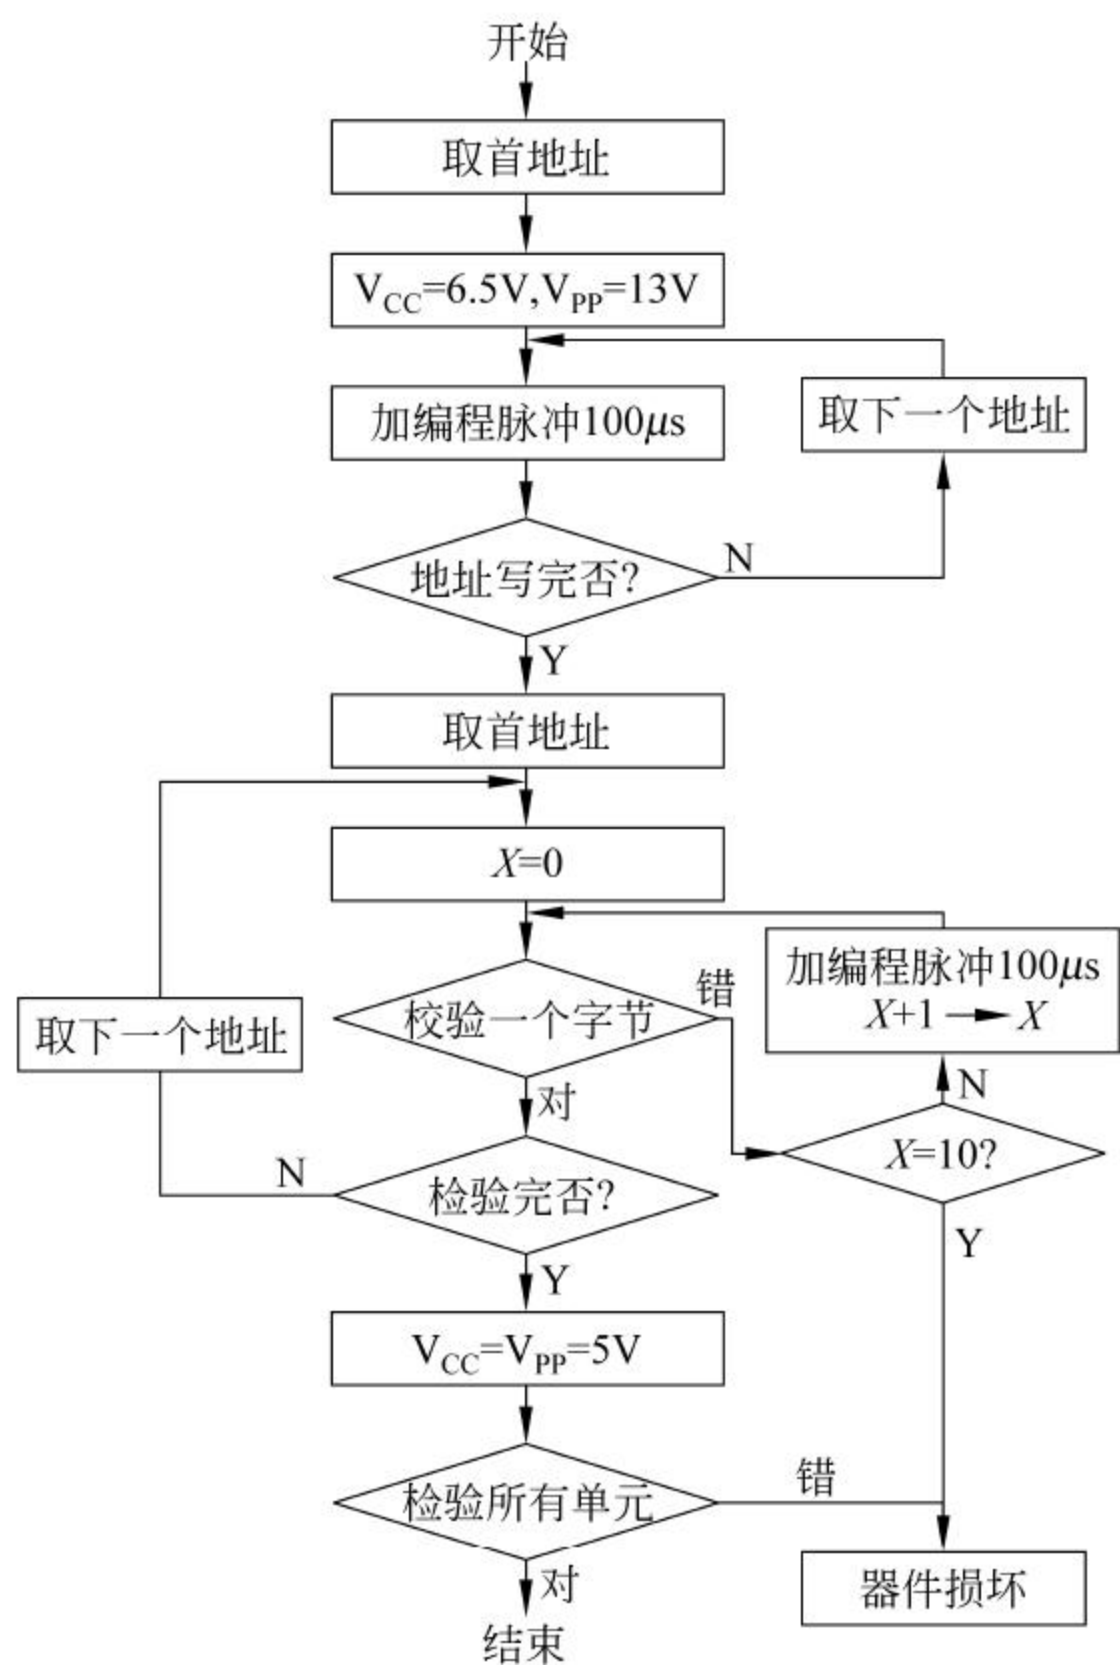 开始
取首地址
V_CC=6.5V,V_PP=13V
加编程脉冲100μs
取下一个地址
地址写完否?
N
Y
取首地址
X=0
校验一个字节
错
加编程脉冲100μs
X+1→X
取下一个地址
对
N
X=10?
检验完否?
N
Y
Y
V_CC=V_PP=5V
检验所有单元
错
对
器件损坏
结束